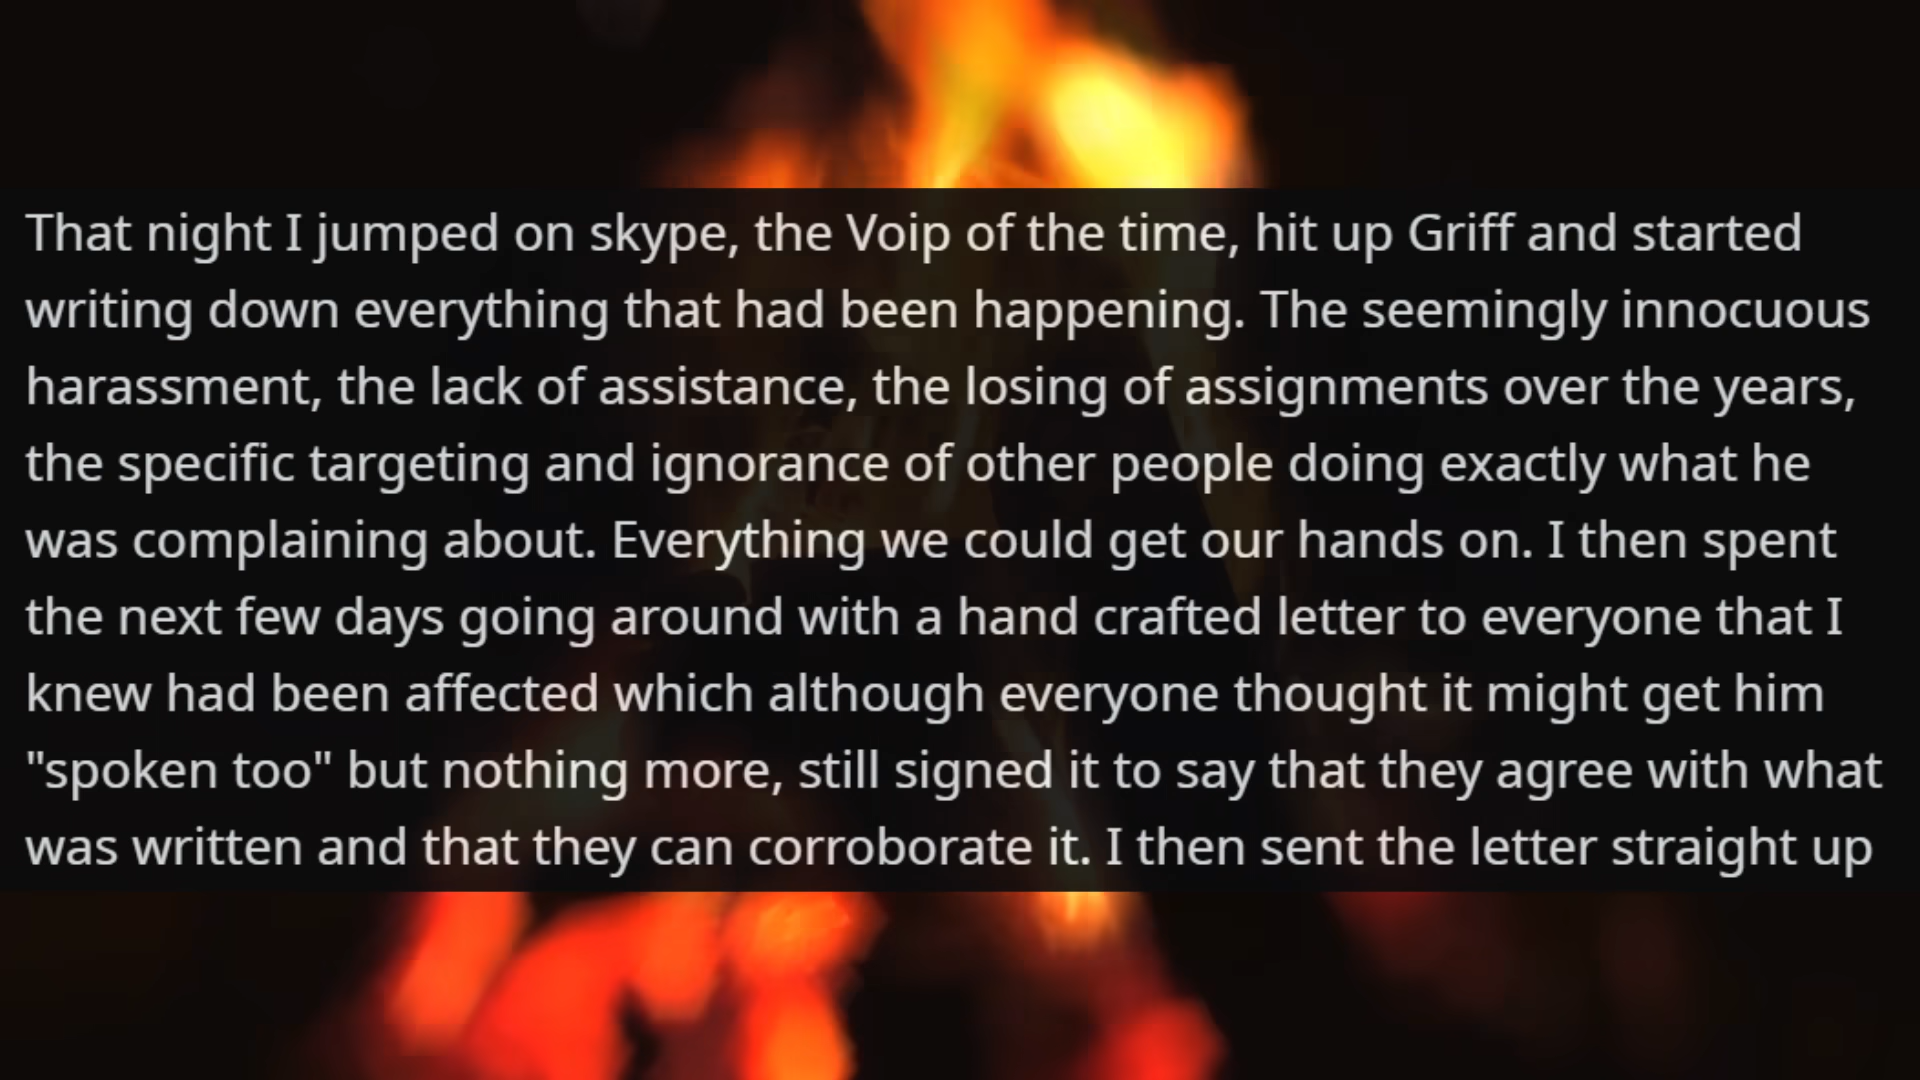 That night I jumped on skype, the Voip of the time, hit up Griff and started
writing down everything that had been happening. The seemingly innocuous
harassment, the lack of assistance, the losing of assignments over the years,
the specific targeting and ignorance of other people doing exactly what he
was complaining about. Everything we could get our hands on. I then spent
the next few days going around with a hand crafted letter to everyone that I
knew had been affected which although everyone thought it might get him
"spoken too" but nothing more, still signed it to say that they agree with what
was written and that they can corroborate it. I then sent the letter straight up